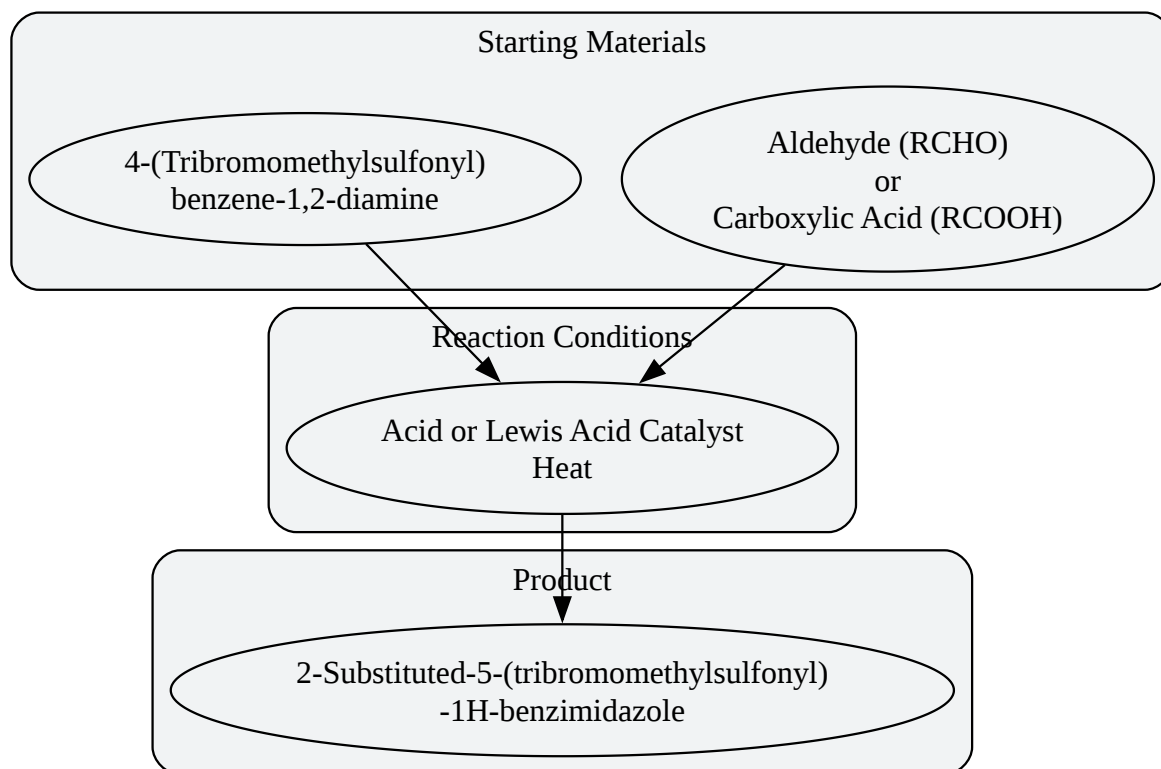 Starting Materials
4-(Tribromomethylsulfonyl)
benzene-1,2-diamine
Aldehyde (RCHO)
or
Carboxylic Acid (RCOOH)
Reaction Conditions
Acid or Lewis Acid Catalyst
Heat
Product
2-Substituted-5-(tribromomethylsulfonyl)
-1H-benzimidazole